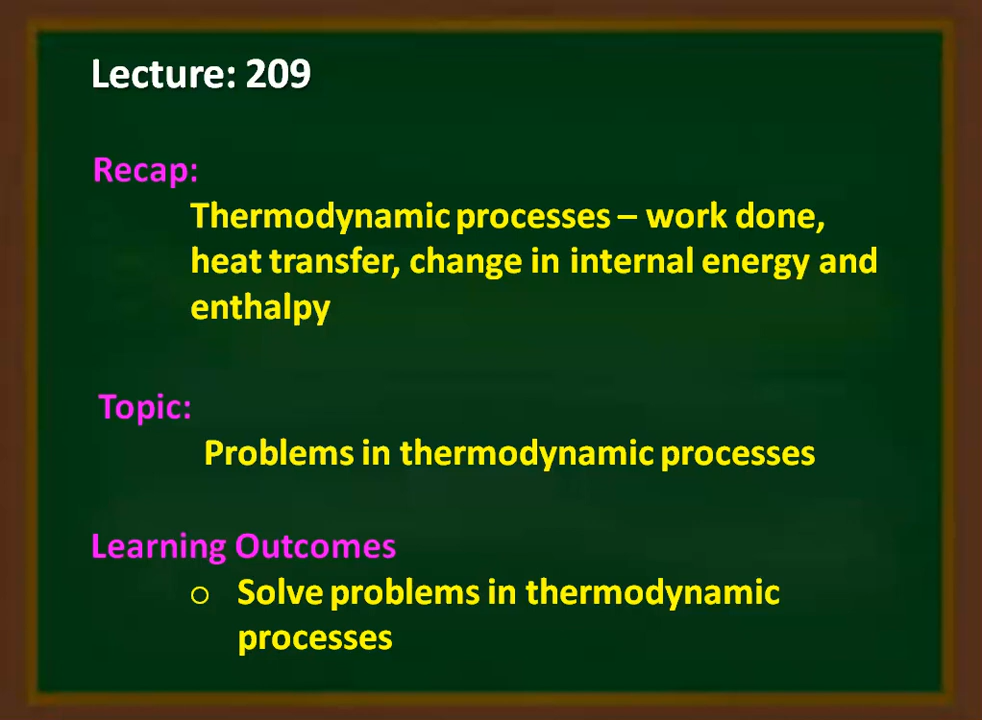 Lecture: 209
Recap:
Thermodynamic processes – work done,
heat transfer, change in internal energy and
enthalpy
Topic:
Problems in thermodynamic processes
Learning Outcomes
○ Solve problems in thermodynamic
processes